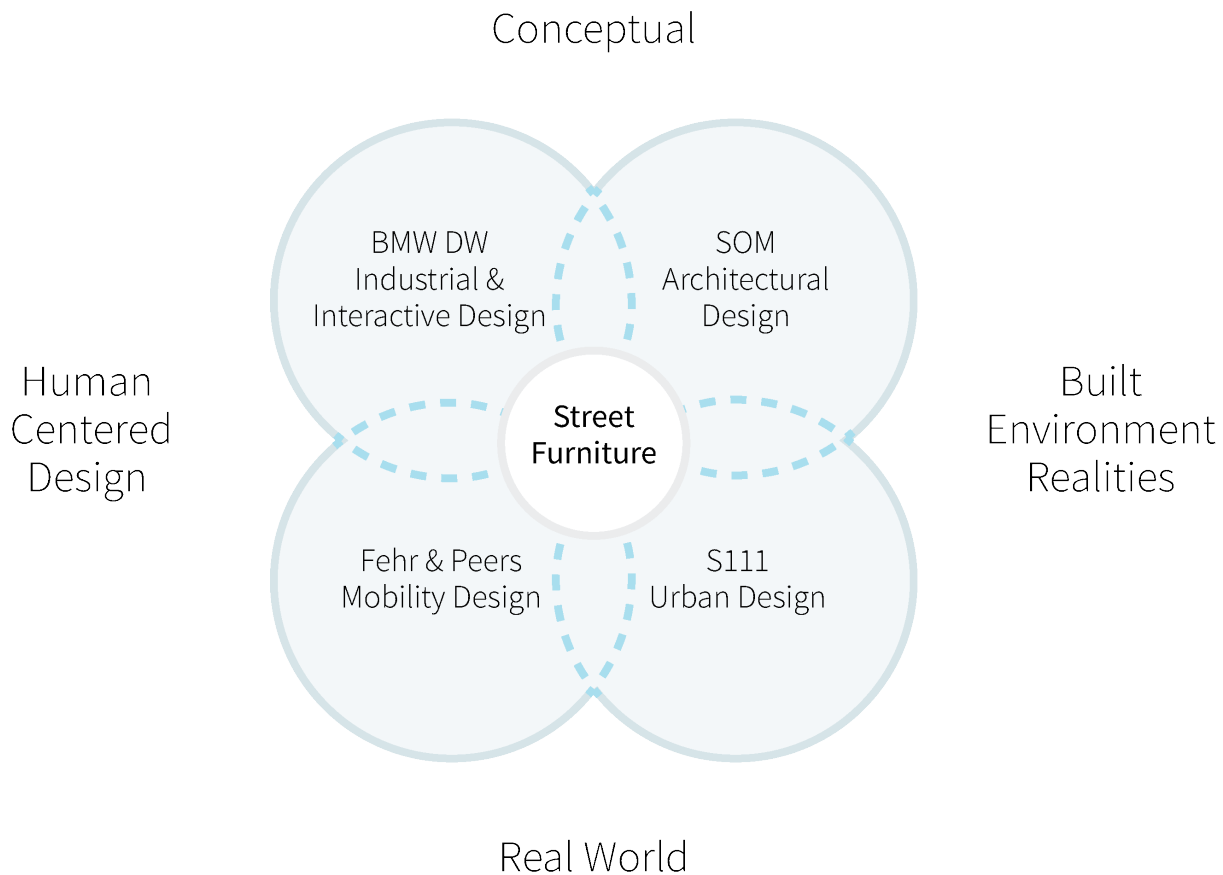 Conceptual
BMW DW
Industrial &
Interactive Design
SOM
Architectural
Design
Human
Centered
Design
Street
Furniture
Built
Environment
Realities
Fehr & Peers
Mobility Design
S111
Urban Design
Real World